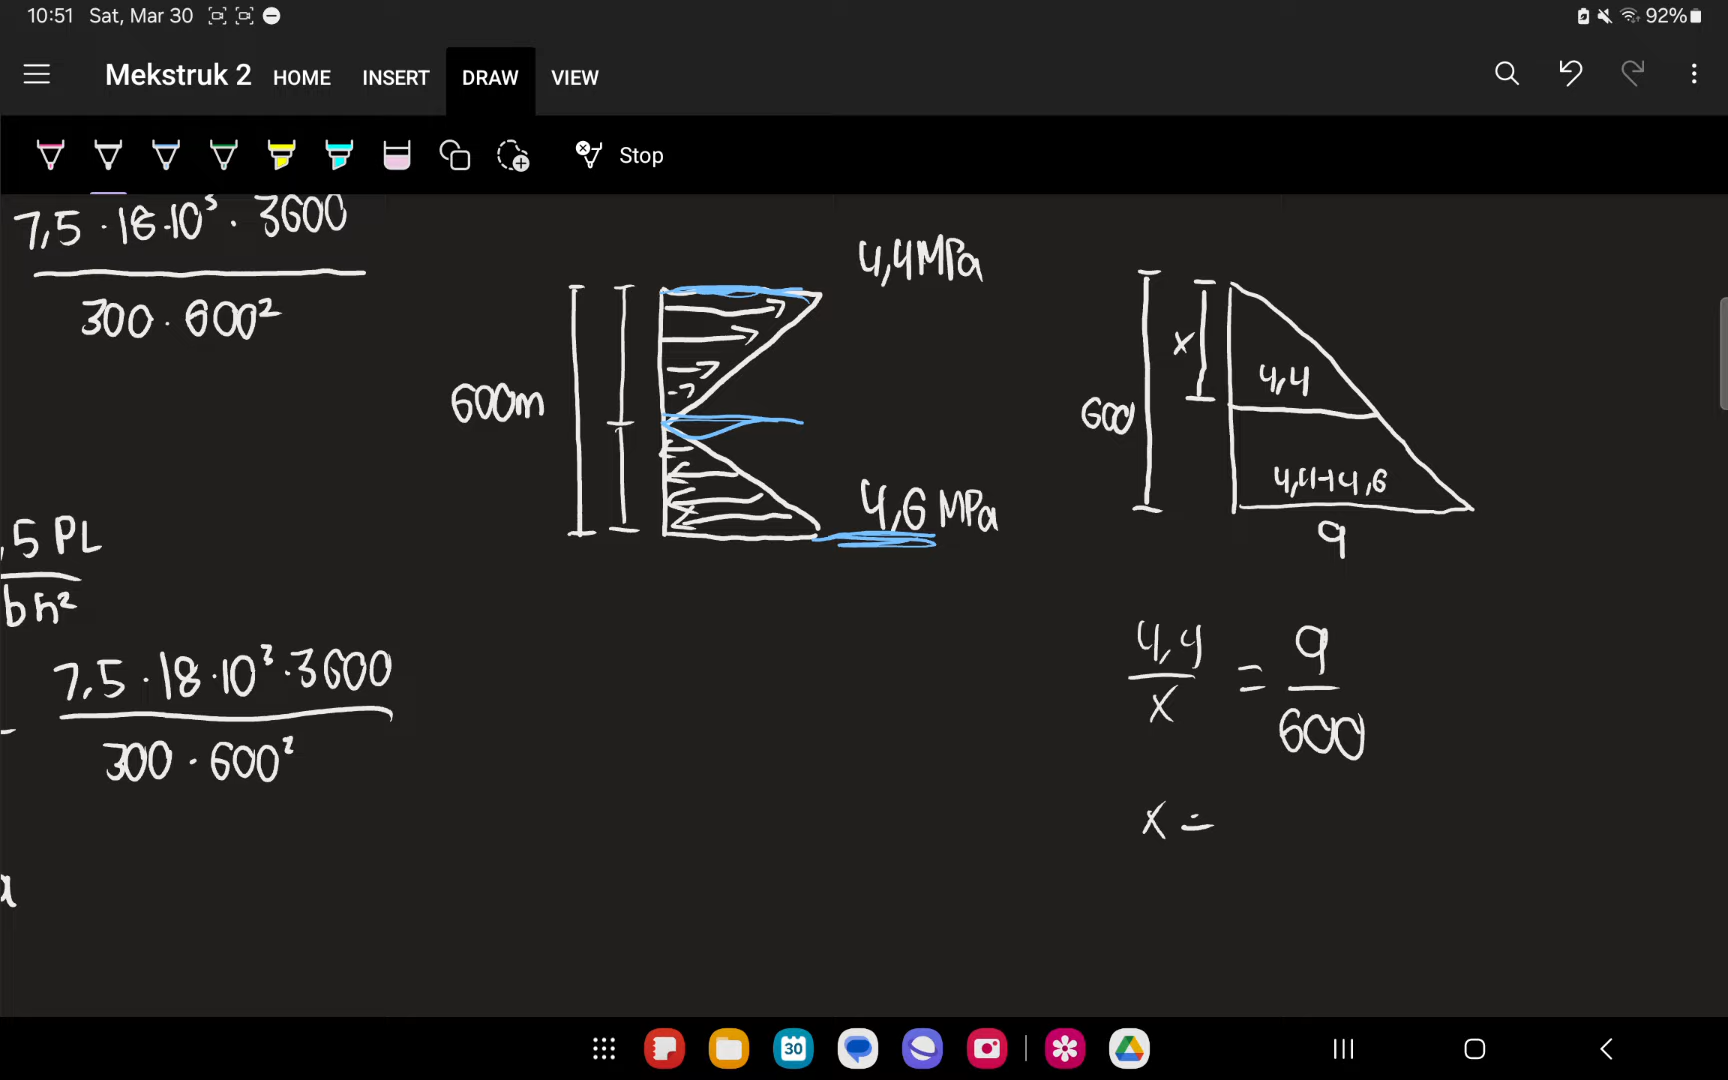 10:51 Sat, Mar 30 92%
Mekstruk 2 HOME INSERT DRAW VIEW
Stop
7,5 · 18 · 10³ · 3600
300 · 600²
,5 PL
bh²
7,5 · 18 · 10³ · 3600
300 · 600²
4,4 MPa
600m
4,6 MPa
x
4,4
600
4,4+4,6
9
4,4
x
=
9
600
x =
30